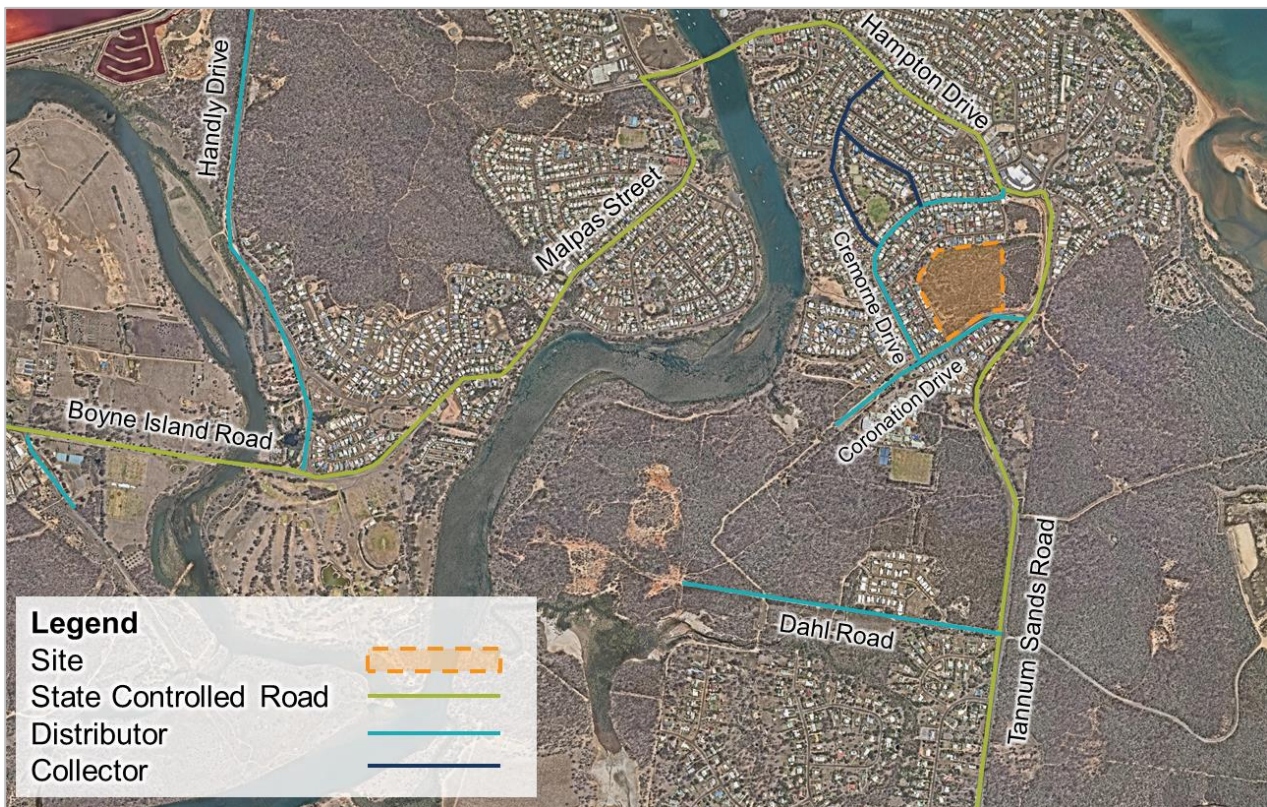 Hampton Drive
Handly Drive
Malpas Street
Cremorne Drive
Coronation Drive
Boyne Island Road
Dahl Road
Tannum Sands Road
Legend
Site
State Controlled Road
Distributor
Collector